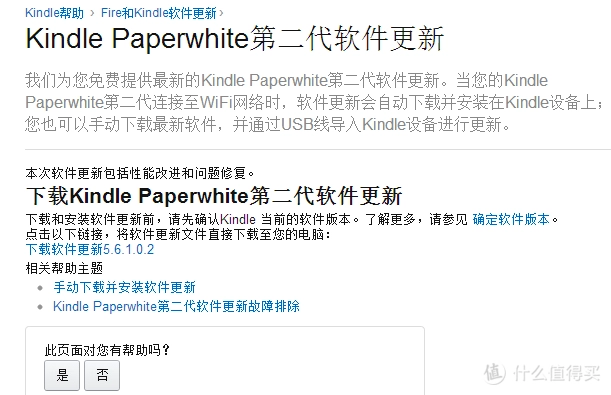 Kindle帮助 › Fire和Kindle软件更新 ›
Kindle Paperwhite第二代软件更新
我们为您免费提供最新的Kindle Paperwhite第二代软件更新。当您的Kindle
Paperwhite第二代连接至WiFi网络时，软件更新会自动下载并安装在Kindle设备上；
您也可以手动下载最新软件，并通过USB线导入Kindle设备进行更新。
本次软件更新包括性能改进和问题修复。
下载Kindle Paperwhite第二代软件更新
下载和安装软件更新前，请先确认Kindle 当前的软件版本。了解更多，请参见 确定软件版本。
点击以下链接，将软件更新文件直接下载至您的电脑：
下载软件更新5.6.1.0.2
相关帮助主题
手动下载并安装软件更新
Kindle Paperwhite第二代软件更新故障排除
此页面对您有帮助吗？
是 否
值 什么值得买